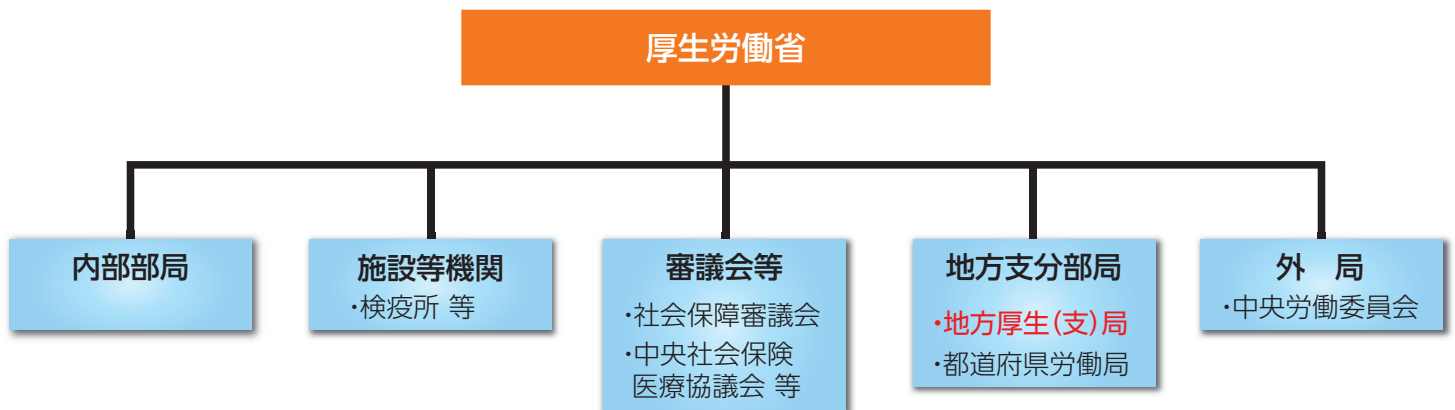 厚生労働省
内部部局
施設等機関
・検疫所 等
審議会等
・社会保障審議会
・中央社会保険
医療協議会 等
地方支分部局
・地方厚生(支)局
・都道府県労働局
外　局
・中央労働委員会